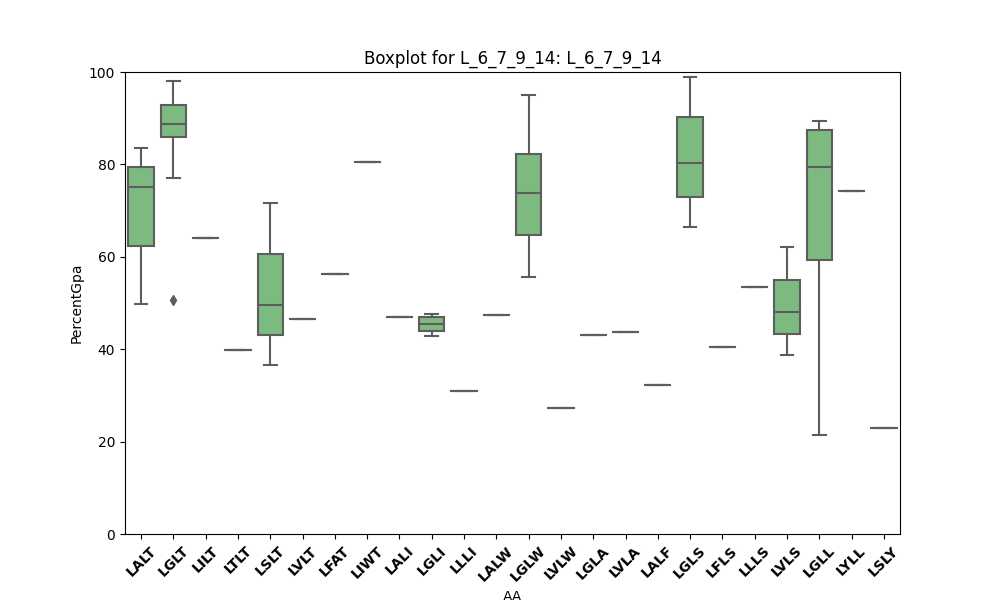 Boxplot for L_6_7_9_14: L_6_7_9_14
100
80
60
40
20
0
PercentGpa
LALT LGLT LILT LTLT LSLT LVLT LFAT LIWT LALI LGLI LLLI LALW LGLW LVLW LGLA LVLA LALF LGLS LFLS LLLS LVLS LGLL LYLL LSLY
AA